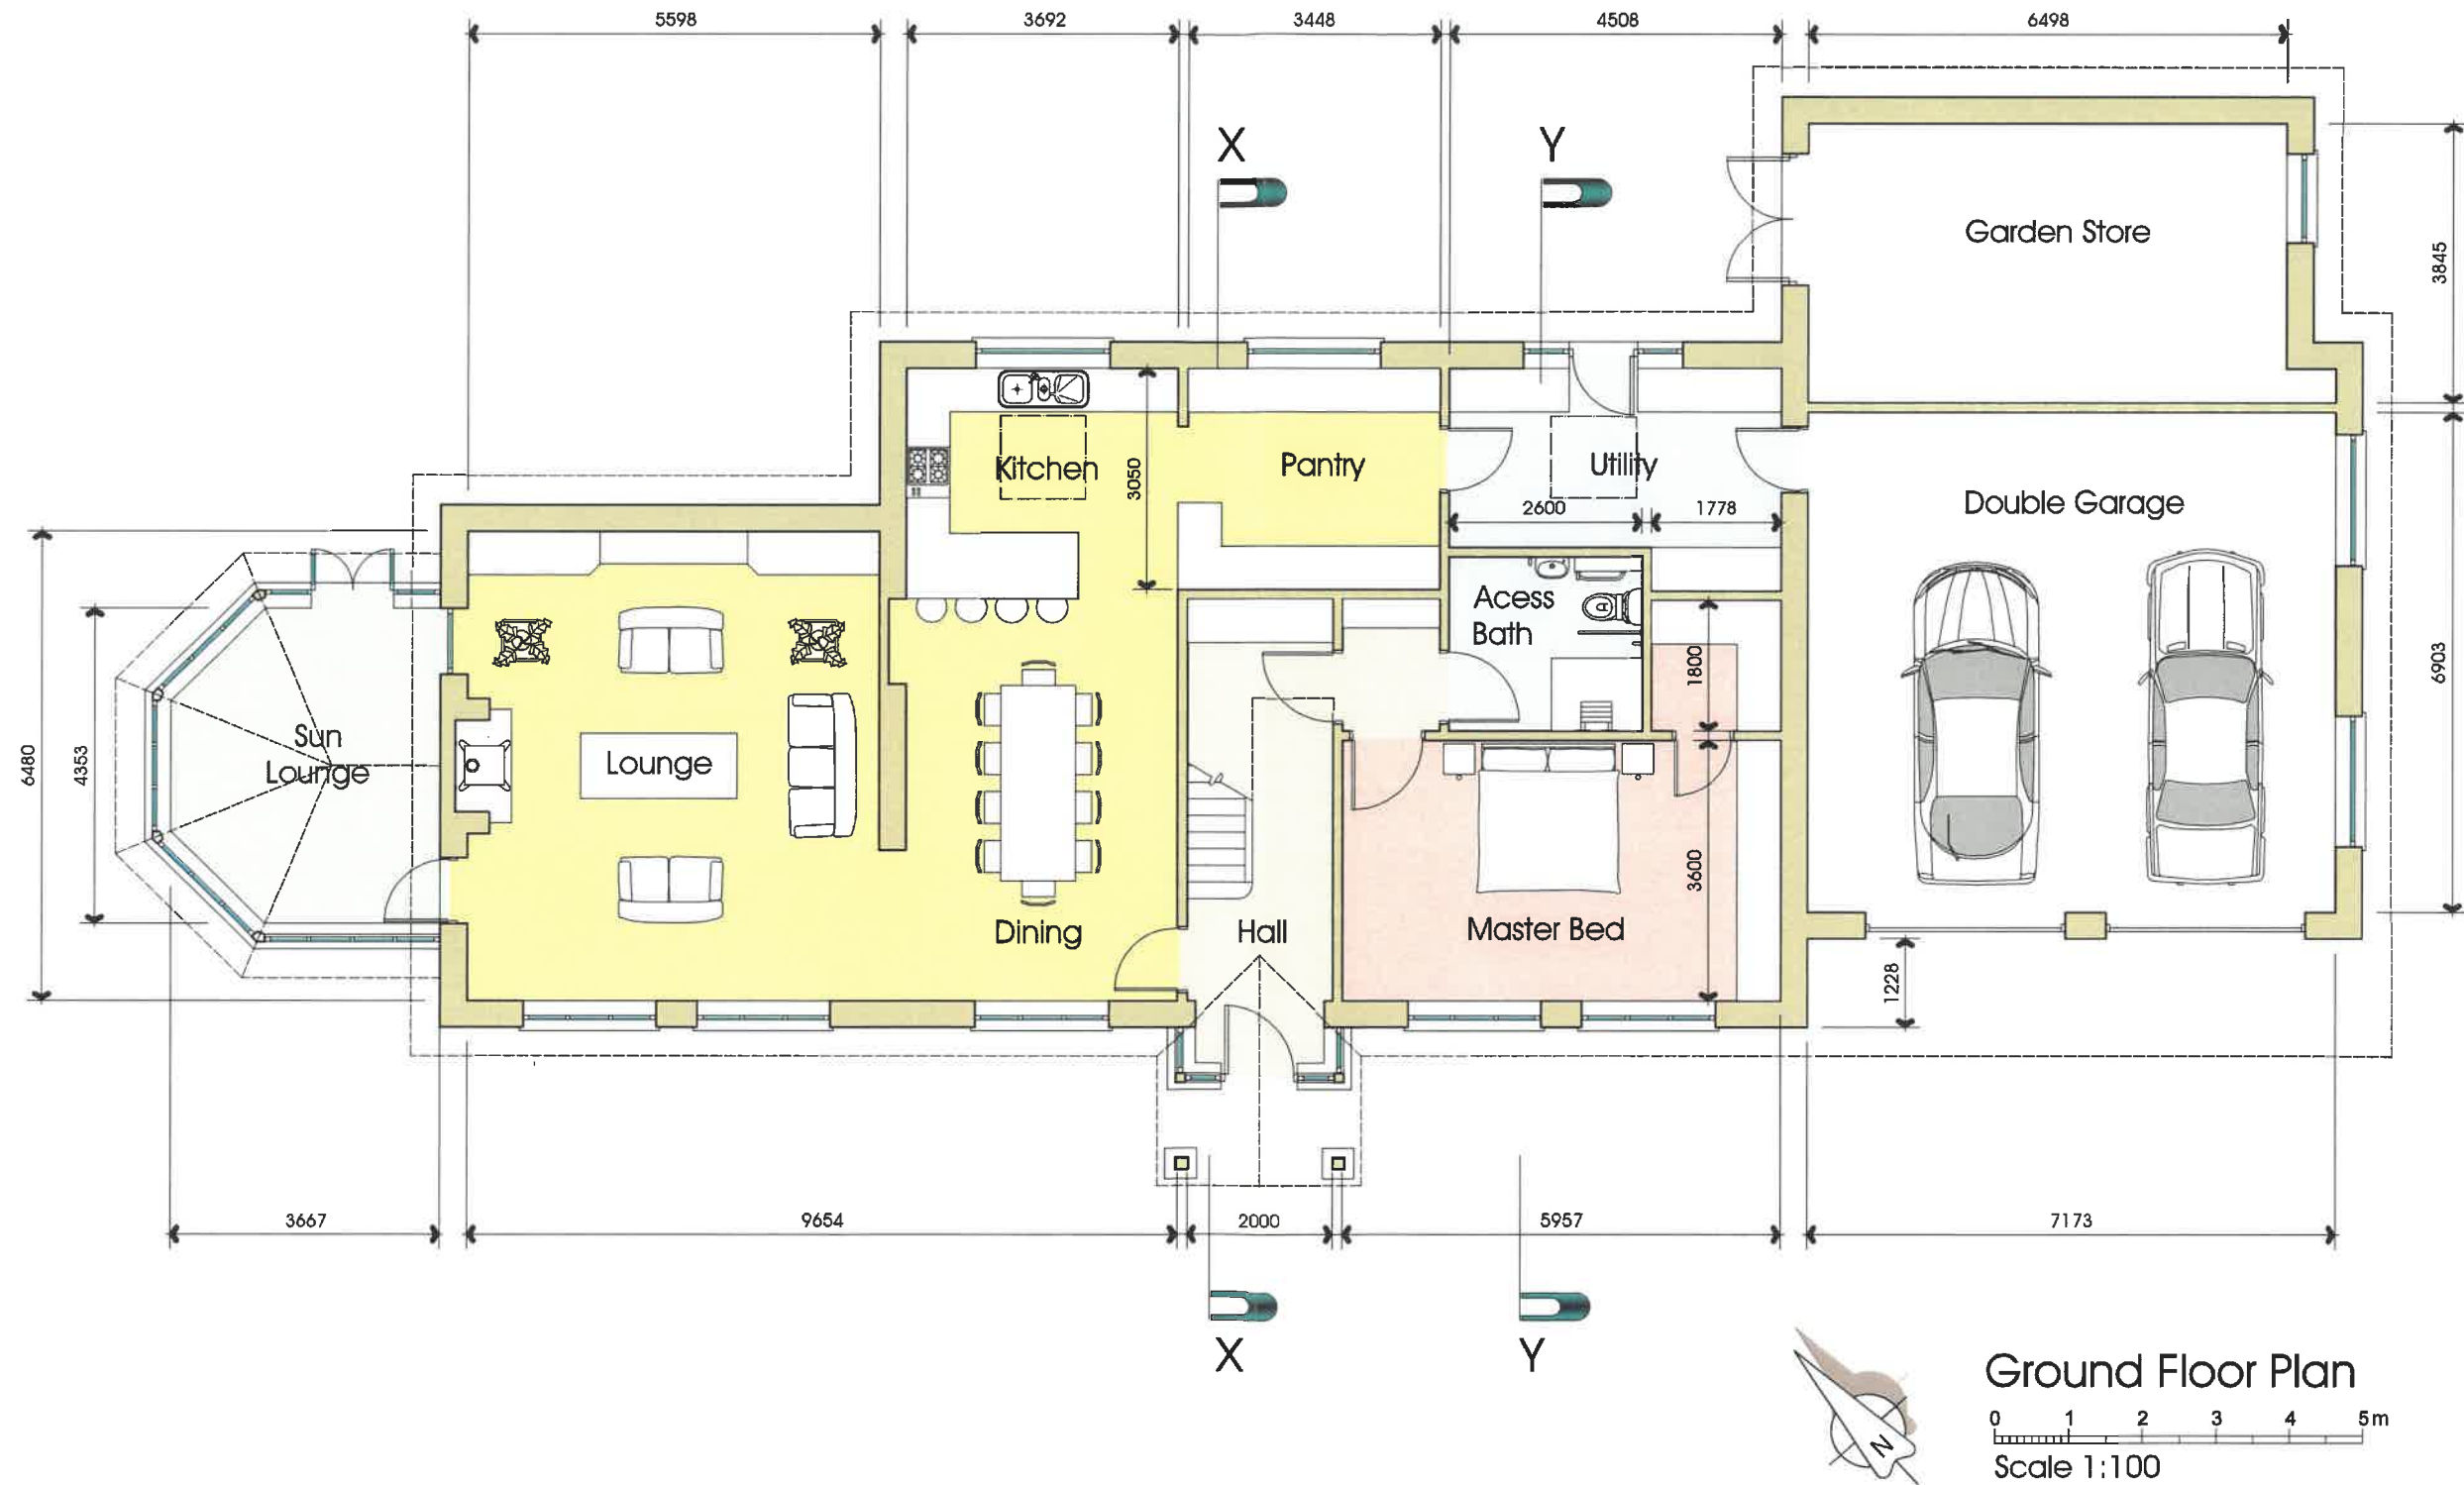 5598 3692 3448 4508 6498
X Y
Garden Store
3845
Kitchen
3050
Pantry
Utility
2600 1778
Double Garage
Acess
Bath
1800
6903
6480
4353
Sun
Lounge
Lounge
3600
Dining
Hall
Master Bed
1228
3667 9654 2000 5957 7173
X Y
N
Ground Floor Plan
0 1 2 3 4 5m
Scale 1:100